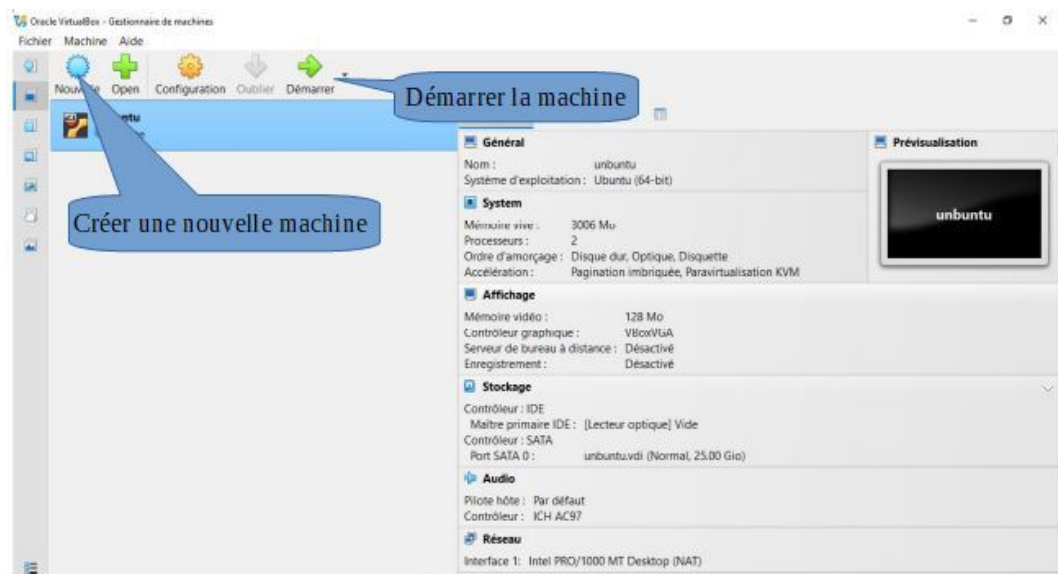 Oracle VirtualBox - Gestionnaire de machines
Fichier Machine Aide
Nouvelle Open Configuration Oublier Démarrer
Démarrer la machine
Créer une nouvelle machine
Général
Nom : unbuntu
Système d'exploitation : Ubuntu (64-bit)
Prévisualisation
unbuntu
System
Mémoire vive : 3006 Mo
Processeurs : 2
Ordre d'amorçage : Disque dur, Optique, Disquette
Accélération : Pagination imbriquée, Paravirtualisation KVM
Affichage
Mémoire vidéo : 128 Mo
Contrôleur graphique : VBoxVGA
Serveur de bureau à distance : Désactivé
Enregistrement : Désactivé
Stockage
Contrôleur : IDE
Maître primaire IDE : [Lecteur optique] Vide
Contrôleur : SATA
Port SATA 0 : unbuntu.vdi (Normal, 25.00 Gio)
Audio
Pilote hôte : Par défaut
Contrôleur : ICH AC97
Réseau
Interface 1: Intel PRO/1000 MT Desktop (NAT)